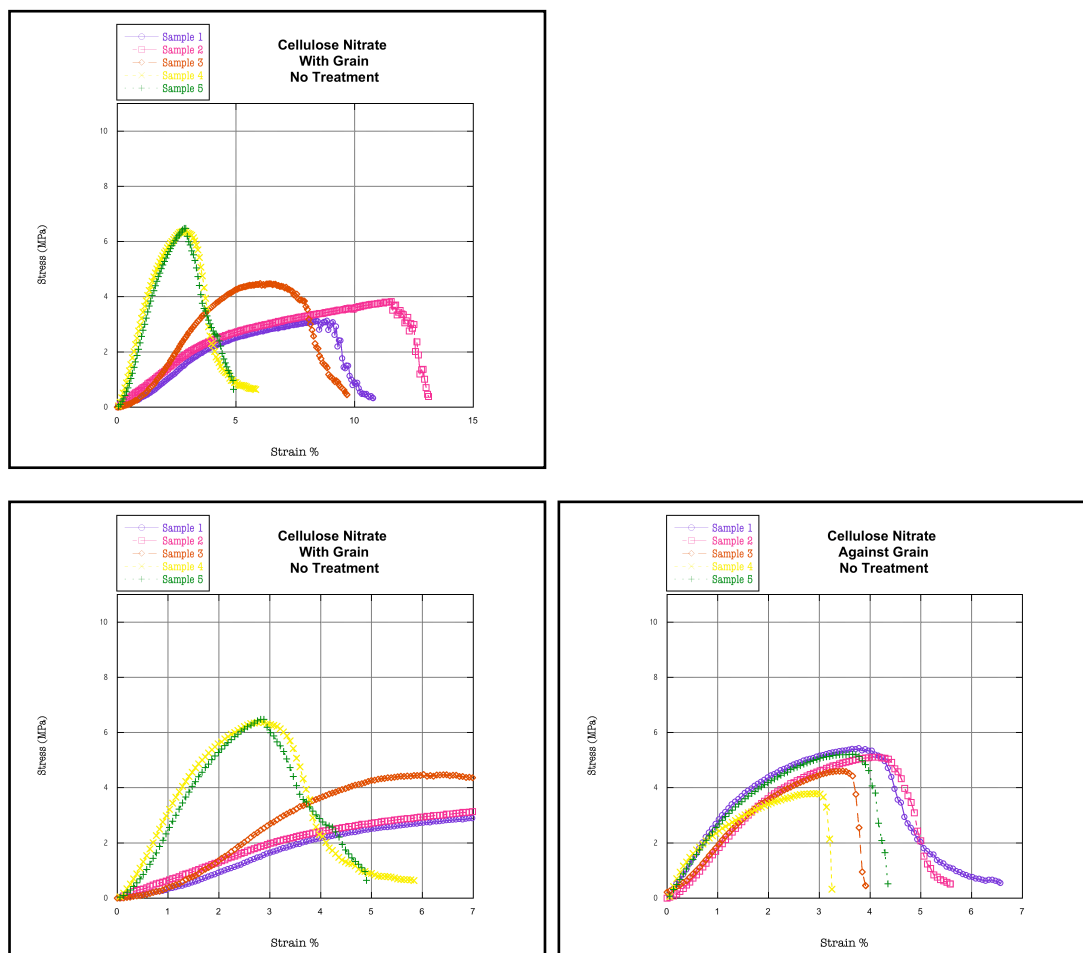 Sample 1
Sample 2
Sample 3
Sample 4
Sample 5
Cellulose Nitrate
With Grain
No Treatment
Stress (MPa)
10
8
6
4
2
0
0 5 10 15
Strain %
Sample 1
Sample 2
Sample 3
Sample 4
Sample 5
Cellulose Nitrate
With Grain
No Treatment
Stress (MPa)
10
8
6
4
2
0
0 1 2 3 4 5 6 7
Strain %
Sample 1
Sample 2
Sample 3
Sample 4
Sample 5
Cellulose Nitrate
Against Grain
No Treatment
Stress (MPa)
10
8
6
4
2
0
0 1 2 3 4 5 6 7
Strain %